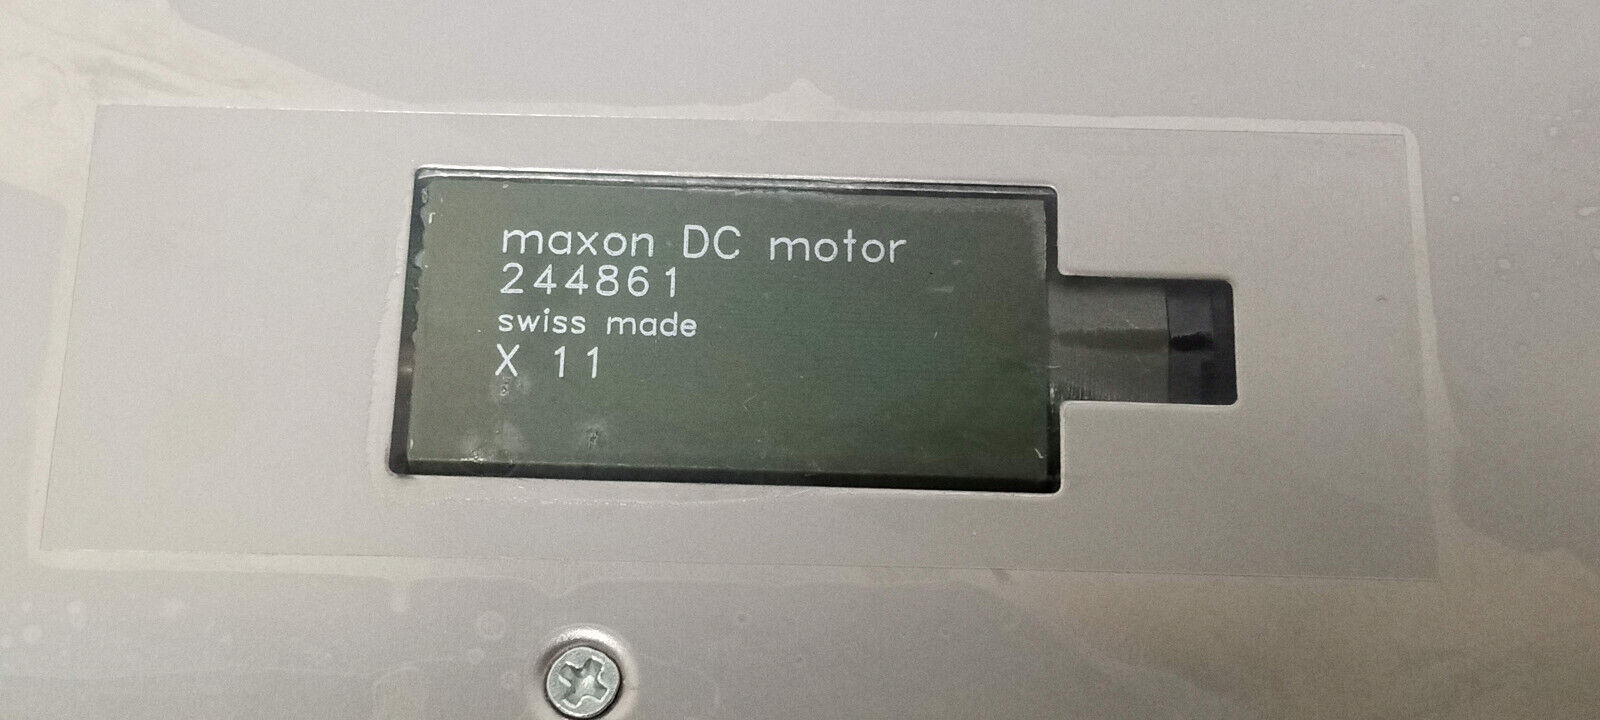 maxon DC motor
244861
swiss made
X 11